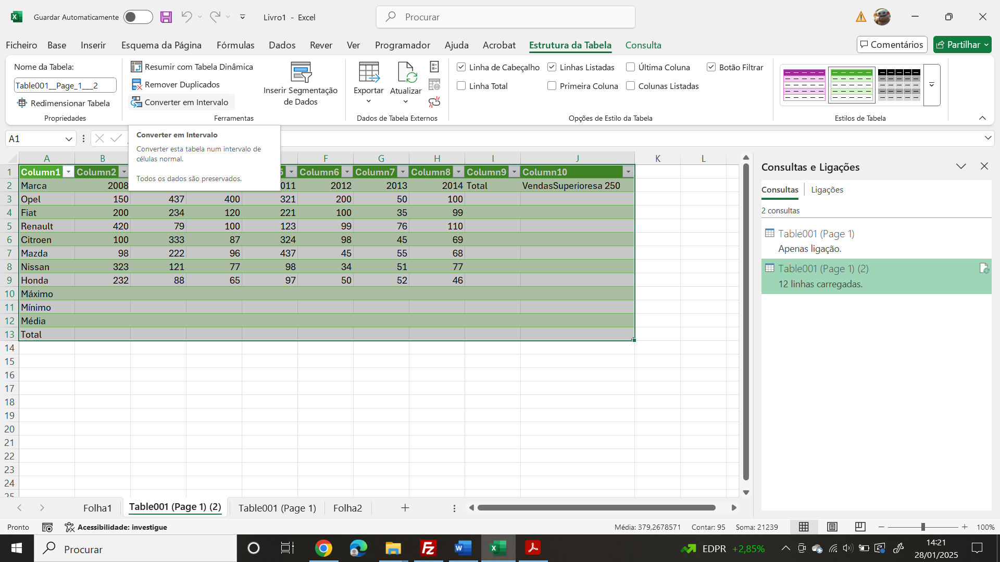 Guardar Automaticamente
Livro1 - Excel
Procurar
Ficheiro Base Inserir Esquema da Página Fórmulas Dados Rever Ver Programador Ajuda Acrobat Estrutura da Tabela Consulta
Comentários
Partilhar
Nome da Tabela:
Table001__Page_1___2
Redimensionar Tabela
Propriedades
Resumir com Tabela Dinâmica
Remover Duplicados
Converter em Intervalo
Inserir Segmentação
de Dados
Ferramentas
Exportar
Atualizar
Dados de Tabela Externos
Linha de Cabeçalho Linhas Listadas Última Coluna Botão Filtrar
Linha Total Primeira Coluna Colunas Listadas
Opções de Estilo da Tabela
Estilos de Tabela
A1
Converter em Intervalo
Converter esta tabela num intervalo de
células normal.
Todos os dados são preservados.
A B F G H I J K L
1 Column1 Column2 5 Column6 Column7 Column8 Column9 Column10
2 Marca 2008 011 2012 2013 2014 Total VendasSuperioresa 250
3 Opel 150 437 400 321 200 50 100
4 Fiat 200 234 120 221 100 35 99
5 Renault 420 79 100 123 99 76 110
6 Citroen 100 333 87 324 98 45 69
7 Mazda 98 222 96 437 45 55 68
8 Nissan 323 121 77 98 34 51 77
9 Honda 232 88 65 97 50 52 46
10 Máximo
11 Mínimo
12 Média
13 Total
14
15
16
17
18
19
20
21
22
23
24
25
Consultas e Ligações
Consultas Ligações
2 consultas
Table001 (Page 1)
Apenas ligação.
Table001 (Page 1) (2)
12 linhas carregadas.
Folha1 Table001 (Page 1) (2) Table001 (Page 1) Folha2
Pronto
Acessibilidade: investigue
Média: 379,2678571 Contar: 95 Soma: 21239
100%
Procurar
EDPR +2,85%
14:21
28/01/2025